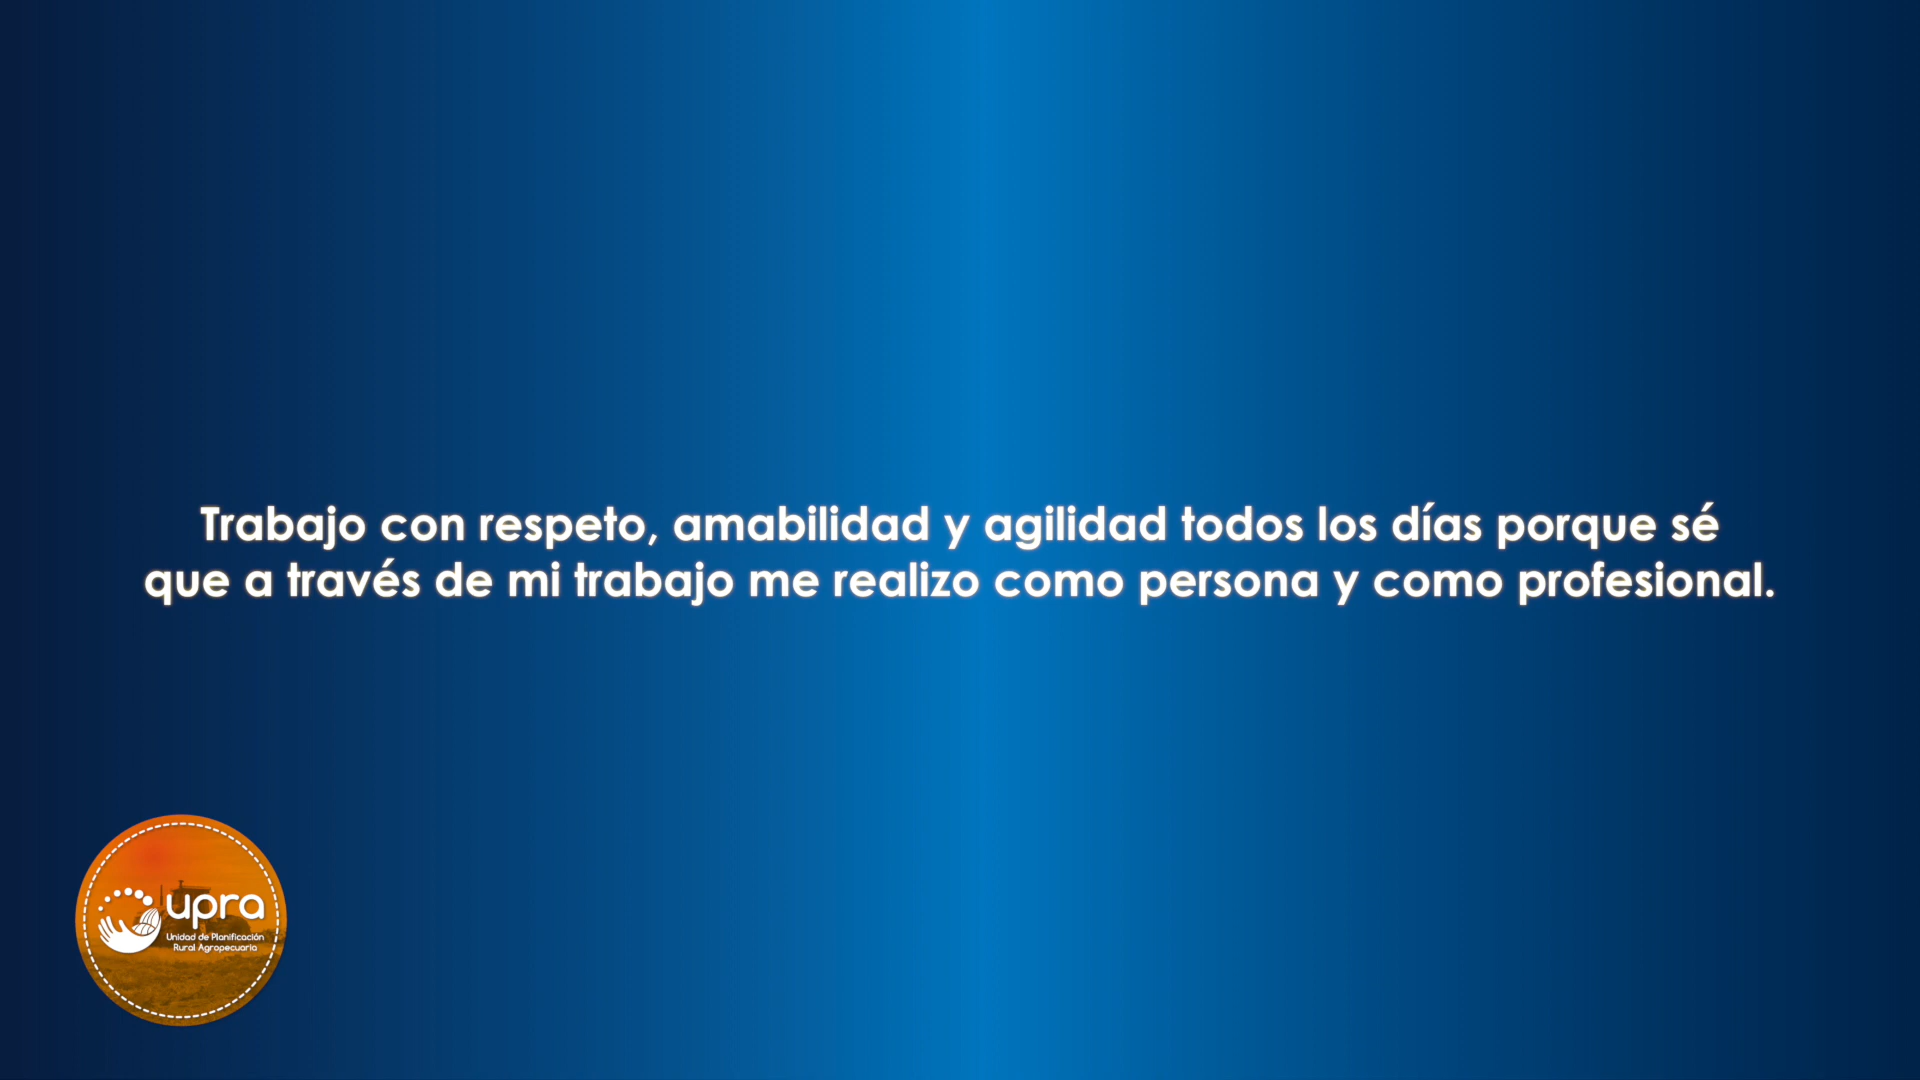 Trabajo con respeto, amabilidad y agilidad todos los días porque sé
que a través de mi trabajo me realizo como persona y como profesional.
upra
Unidad de Planificación
Rural Agropecuaria